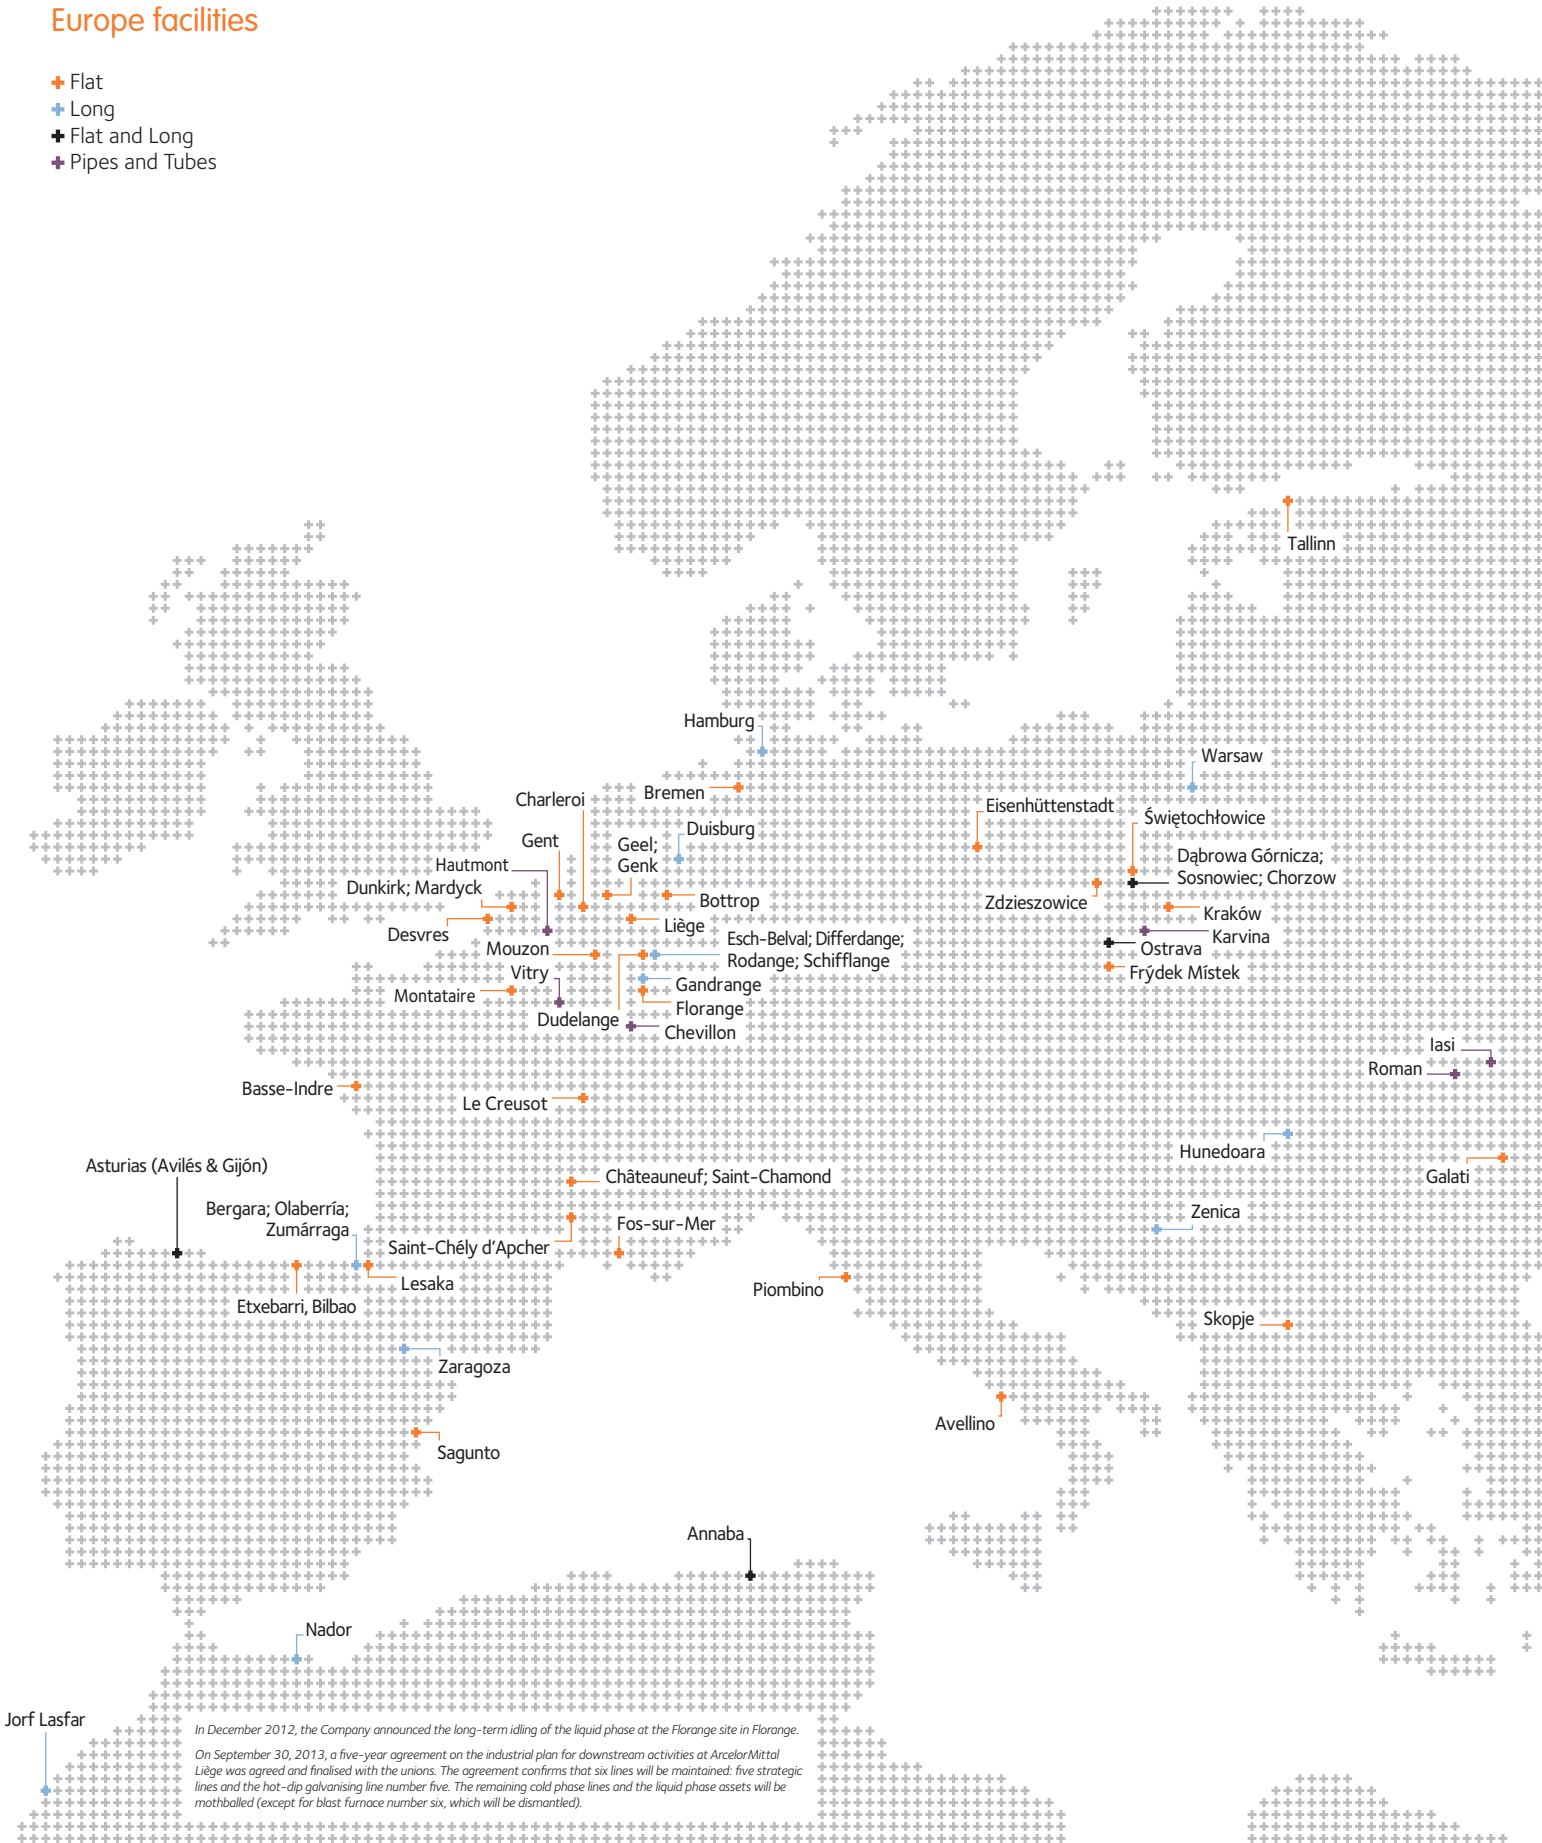 Europe facilities
Flat
Long
Flat and Long
Pipes and Tubes
Tallinn
Hamburg
Warsaw
Bremen
Charleroi
Eisenhüttenstadt
Świętochłowice
Duisburg
Gent
Geel;
Genk
Hautmont
Dąbrowa Górnicza;
Sosnowiec; Chorzow
Dunkirk; Mardyck
Bottrop
Zdzieszowice
Kraków
Liège
Desvres
Karvina
Esch-Belval; Differdange;
Rodange; Schifflange
Mouzon
Ostrava
Vitry
Frýdek Místek
Gandrange
Montataire
Florange
Dudelange
Chevillon
Iasi
Roman
Basse-Indre
Le Creusot
Hunedoara
Asturias (Avilés & Gijón)
Châteauneuf; Saint-Chamond
Galati
Bergara; Olaberría;
Zumárraga
Zenica
Fos-sur-Mer
Saint-Chély d’Apcher
Lesaka
Piombino
Etxebarri, Bilbao
Skopje
Zaragoza
Avellino
Sagunto
Annaba
Nador
Jorf Lasfar
In December 2012, the Company announced the long-term idling of the liquid phase at the Florange site in Florange.
On September 30, 2013, a five-year agreement on the industrial plan for downstream activities at ArcelorMittal
Liège was agreed and finalised with the unions. The agreement confirms that six lines will be maintained: five strategic
lines and the hot-dip galvanising line number five. The remaining cold phase lines and the liquid phase assets will be
mothballed (except for blast furnace number six, which will be dismantled).